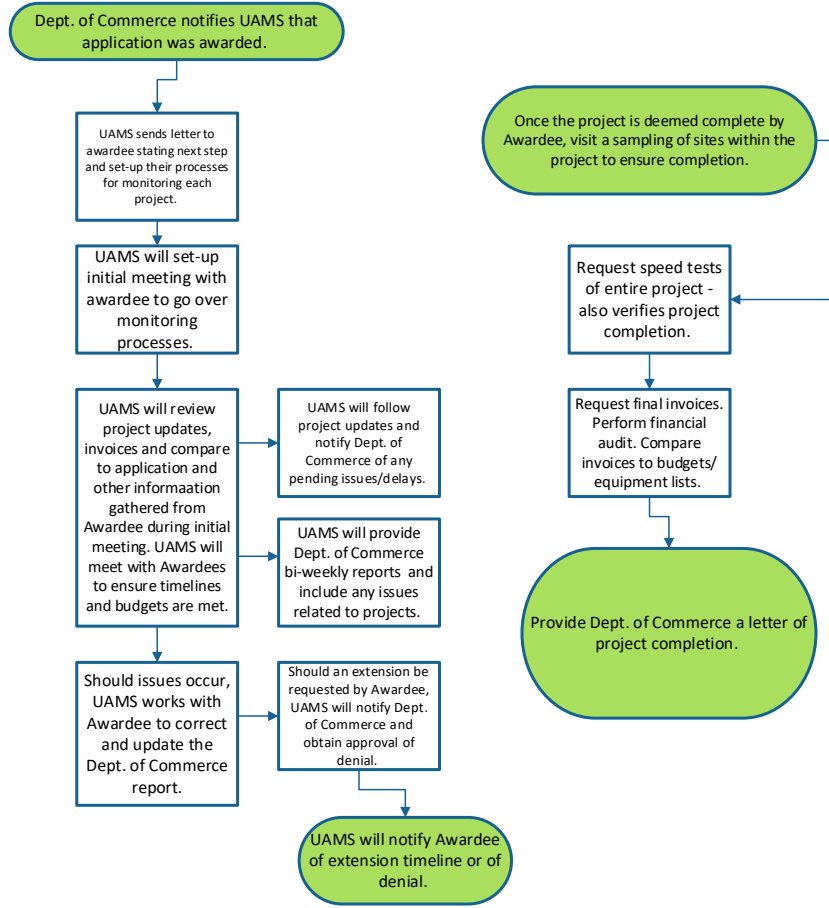 Dept. of Commerce notifies UAMS that
application was awarded.
UAMS sends letter to
awardee stating next step
and set-up their processes
for monitoring each
project.
UAMS will set-up
initial meeting with
awardee to go over
monitoring
processes.
UAMS will review
project updates,
invoices and compare
to application and
other informaation
gathered from
Awardee during initial
meeting. UAMS will
meet with Awardees
to ensure timelines
and budgets are met.
UAMS will follow
project updates and
notify Dept. of
Commerce of any
pending issues/delays.
UAMS will provide
Dept. of Commerce
bi-weekly reports and
include any issues
related to projects.
Should issues occur,
UAMS works with
Awardee to correct
and update the
Dept. of Commerce
report.
Should an extension be
requested by Awardee,
UAMS will notify Dept.
of Commerce and
obtain approval of
denial.
UAMS will notify Awardee
of extension timeline or of
denial.
Once the project is deemed complete by
Awardee, visit a sampling of sites within the
project to ensure completion.
Request speed tests
of entire project -
also verifies project
completion.
Request final invoices.
Perform financial
audit. Compare
invoices to budgets/
equipment lists.
Provide Dept. of Commerce a letter of
project completion.